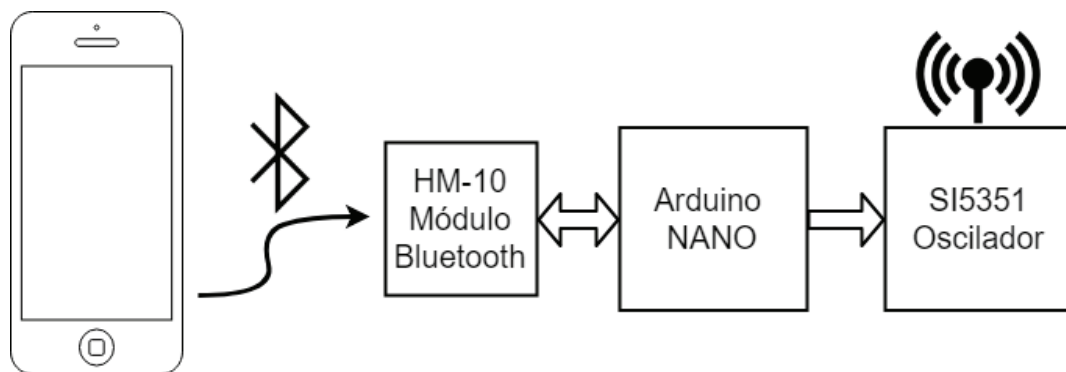 HM-10
Módulo
Bluetooth
Arduino
NANO
SI5351
Oscilador